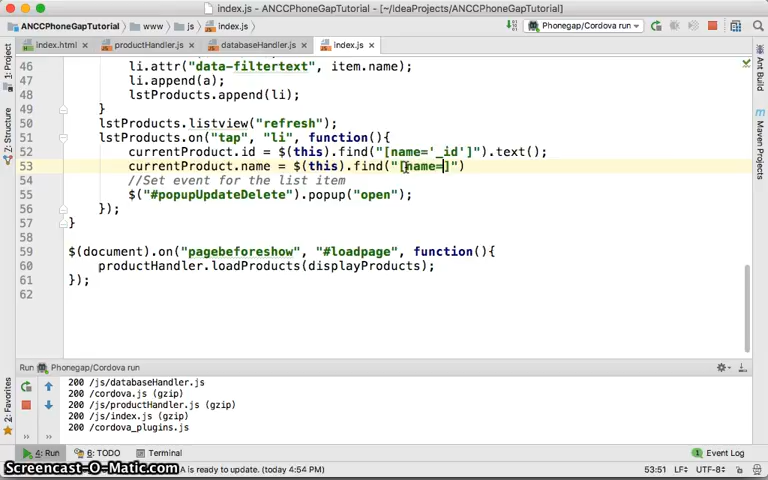 index.js — ANCCPhoneGapTutorial - [~/IdeaProjects/ANCCPhoneGapTutorial]
ANCCPhoneGapTutorial www js index.js Phonegap/Cordova run
index.html productHandler.js databaseHandler.js index.js
1: Project
7: Structure
2: Favorites
Ant Build
Maven Projects
46 li.attr("data-filtertext", item.name);
47 li.append(a);
48 lstProducts.append(li);
49 }
50 lstProducts.listview("refresh");
51 lstProducts.on("tap", "li", function(){
52 currentProduct.id = $(this).find("[name='_id']").text();
53 currentProduct.name = $(this).find("[name=]")
54 //Set event for the list item
55 $("#popupUpdateDelete").popup("open");
56 });
57 }
58
59 $(document).on("pagebeforeshow", "#loadpage", function(){
60 productHandler.loadProducts(displayProducts);
61 });
62
Run Phonegap/Cordova run
200 /js/databaseHandler.js
200 /cordova.js (gzip)
200 /js/productHandler.js (gzip)
200 /js/index.js (gzip)
200 /cordova_plugins.js
4: Run 6: TODO Terminal Event Log
Screencast-O-Matic.com
A is ready to update. (today 4:54 PM) 53:51 LF UTF-8